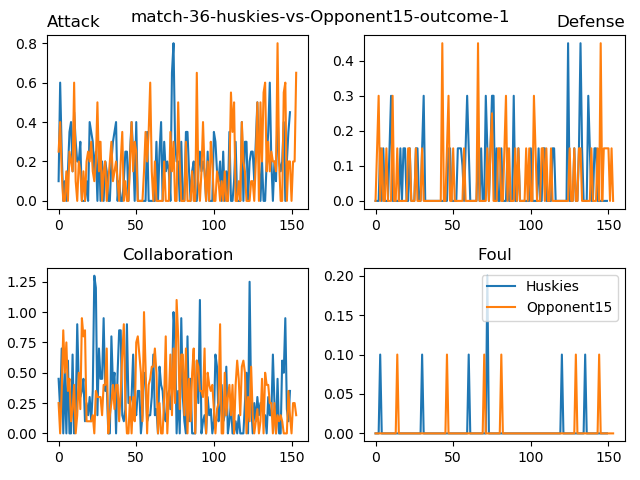 match-36-huskies-vs-Opponent15-outcome-1
Attack
Defense
0.8
0.6
0.4
0.2
0.0
0 50 100 150
0.4
0.3
0.2
0.1
0.0
0 50 100 150
Collaboration
Foul
1.25
1.00
0.75
0.50
0.25
0.00
0 50 100 150
0.20
0.15
0.10
0.05
0.00
0 50 100 150
Huskies
Opponent15